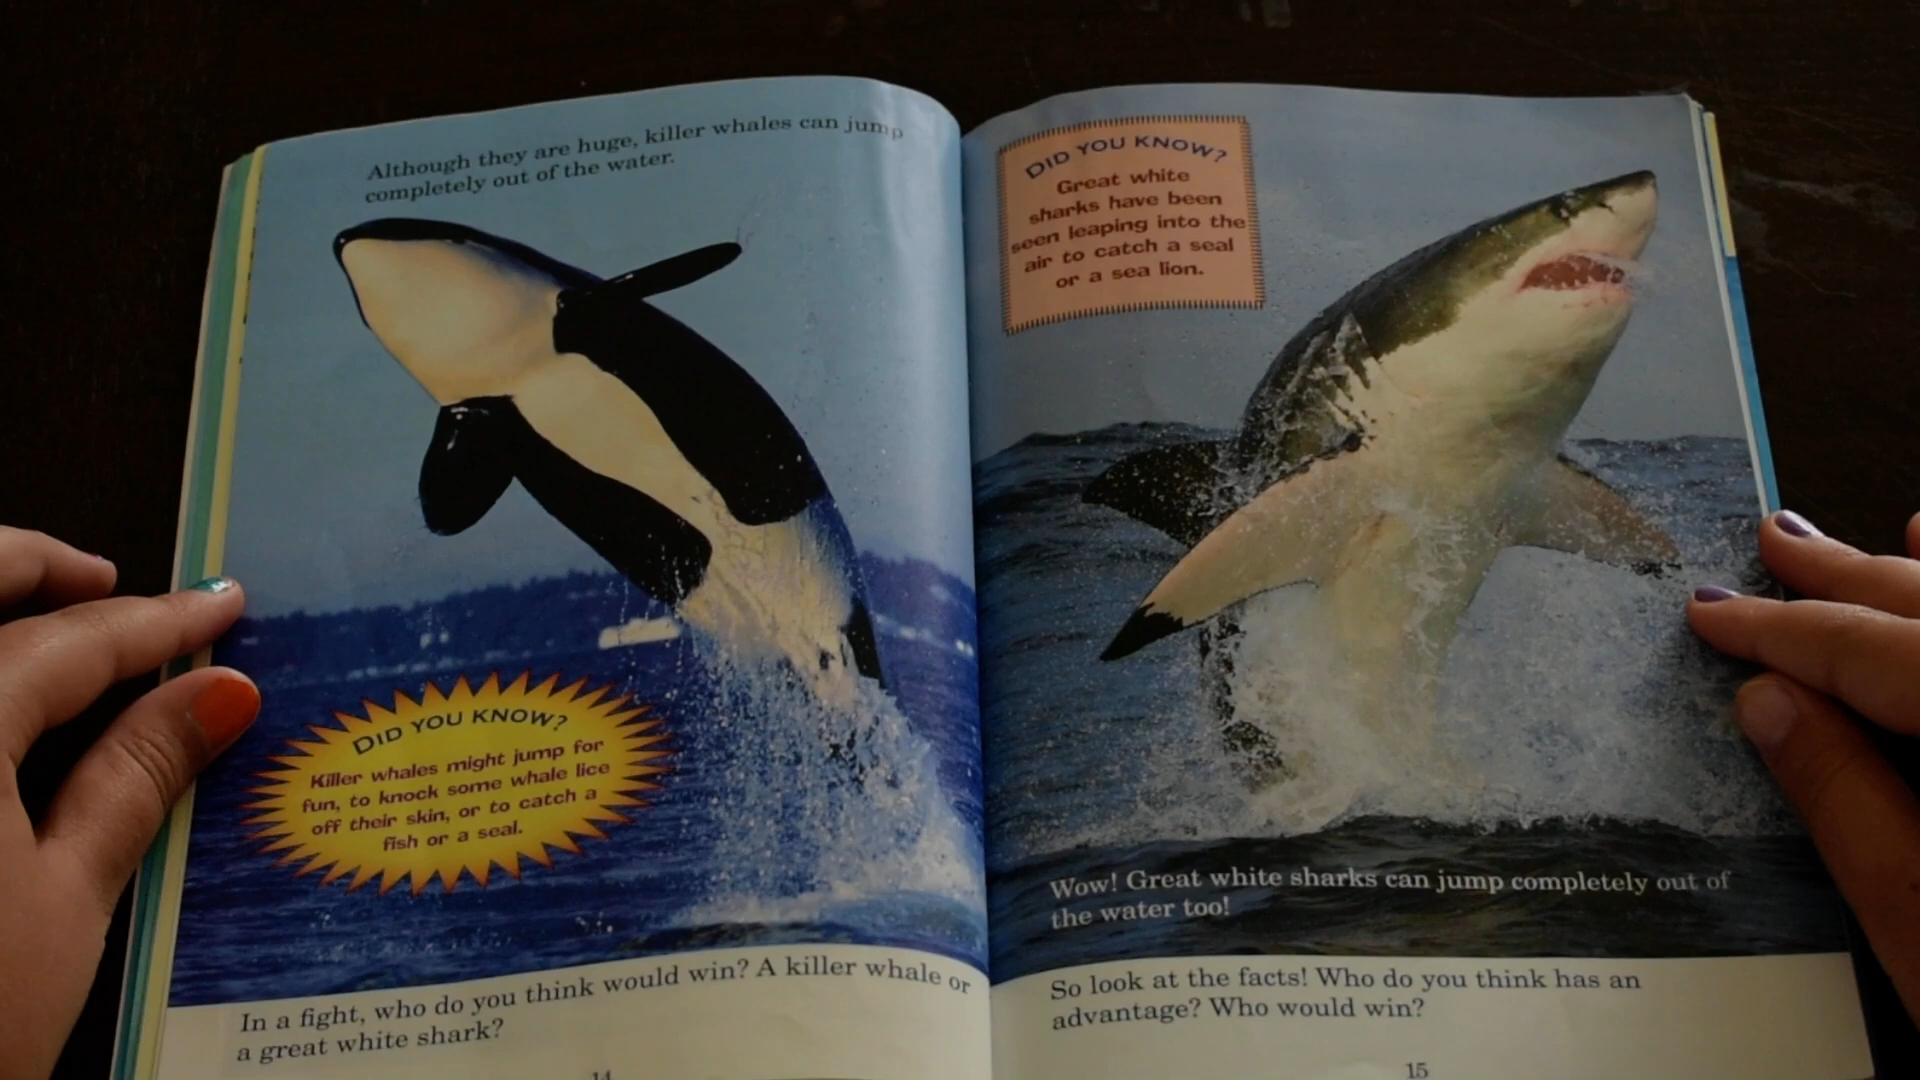 Although they are huge, killer whales can jump
completely out of the water.
DID YOU KNOW?
Killer whales might jump for
fun, to knock some whale lice
off their skin, or to catch a
fish or a seal.
In a fight, who do you think would win? A killer whale or
a great white shark?
14
DID YOU KNOW?
Great white
sharks have been
seen leaping into the
air to catch a seal
or a sea lion.
Wow! Great white sharks can jump completely out of
the water too!
So look at the facts! Who do you think has an
advantage? Who would win?
15